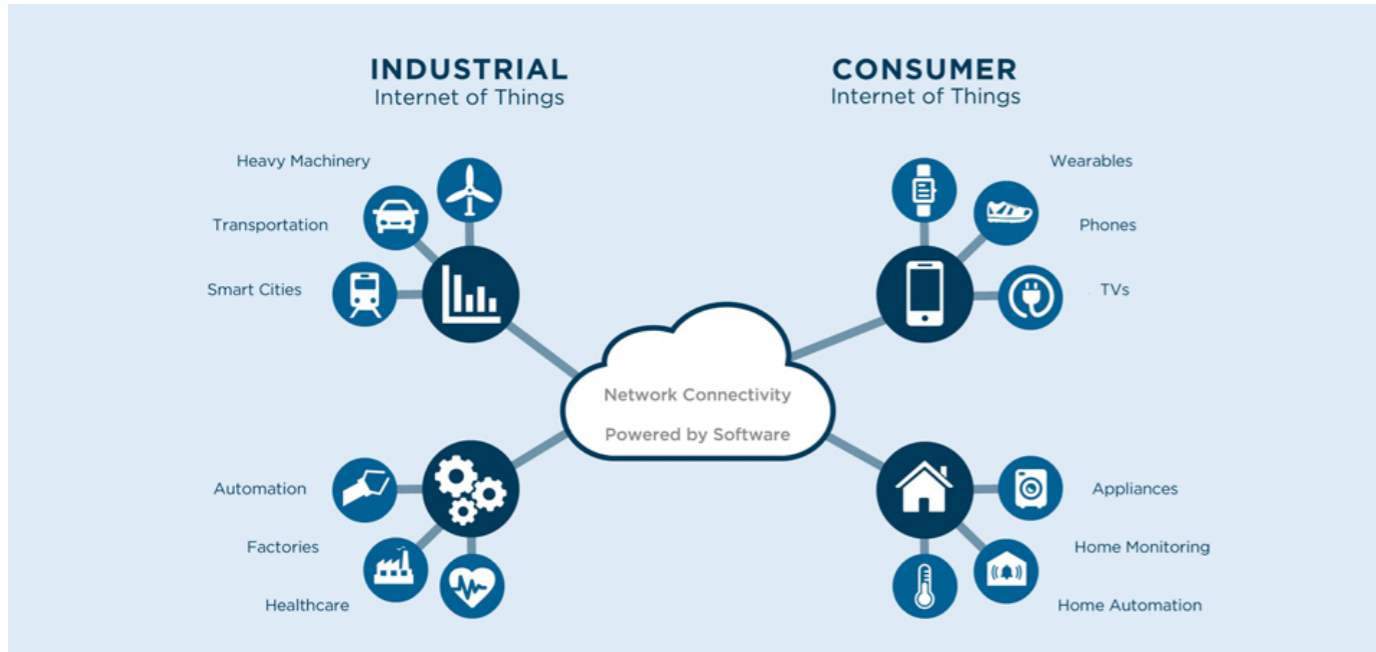 INDUSTRIAL
Internet of Things
CONSUMER
Internet of Things
Heavy Machinery
Transportation
Smart Cities
Wearables
Phones
TVs
Network Connectivity
Powered by Software
Automation
Factories
Healthcare
Appliances
Home Monitoring
Home Automation